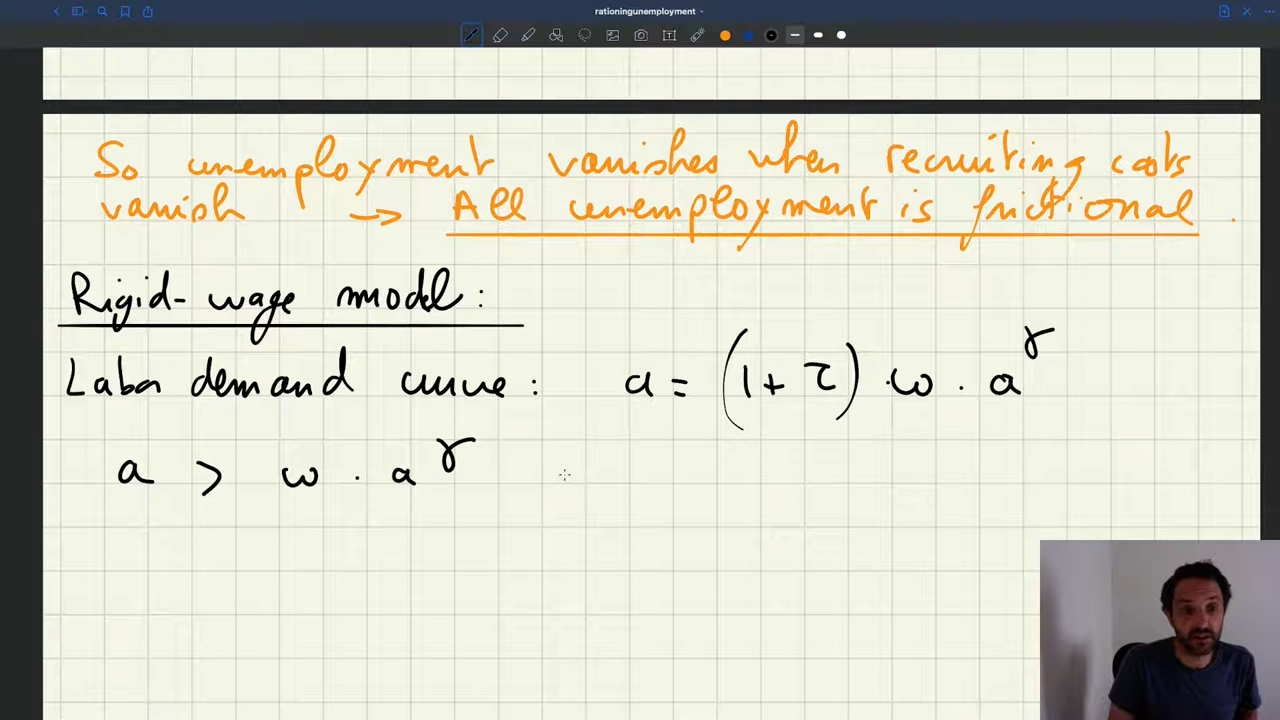 rationingunemployment
So unemployment vanishes when recruiting costs
vanish → All unemployment is frictional.
Rigid-wage model:
Labor demand curve: a = (1 + τ) · ω · a^γ
a > ω · a^γ